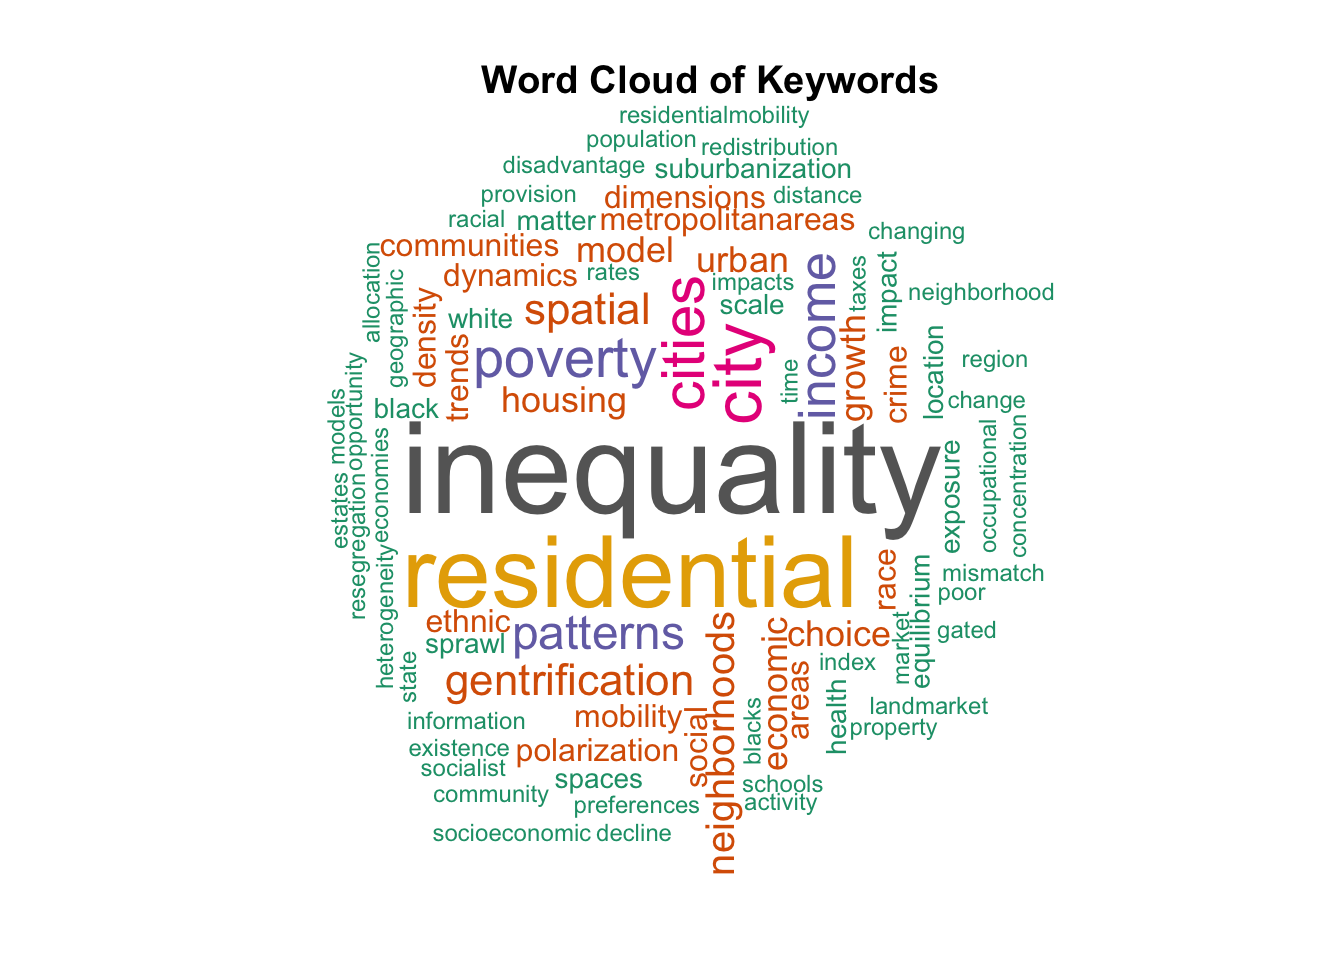 Word Cloud of Keywords
residentialmobility
population
redistribution
disadvantage
suburbanization
provision
dimensions
distance
racial
matter
metropolitanareas
changing
communities
model
urban
allocation
geographic
dynamics
rates
impacts
income
taxes
impact
neighborhood
density
white
spatial
cities
scale
city
growth
trends
poverty
time
crime
location
region
models
opportunity
black
housing
change
inequality
estates
resegregation
economies
exposure
occupational
concentration
residential
heterogeneity
race
equilibrium
mismatch
poor
ethnic
patterns
neighborhoods
economic
choice
market
gated
sprawl
state
index
gentrification
areas
health
landmarket
information
mobility
social
blacks
property
existence
polarization
socialist
spaces
schools
community
preferences
activity
socioeconomic
decline